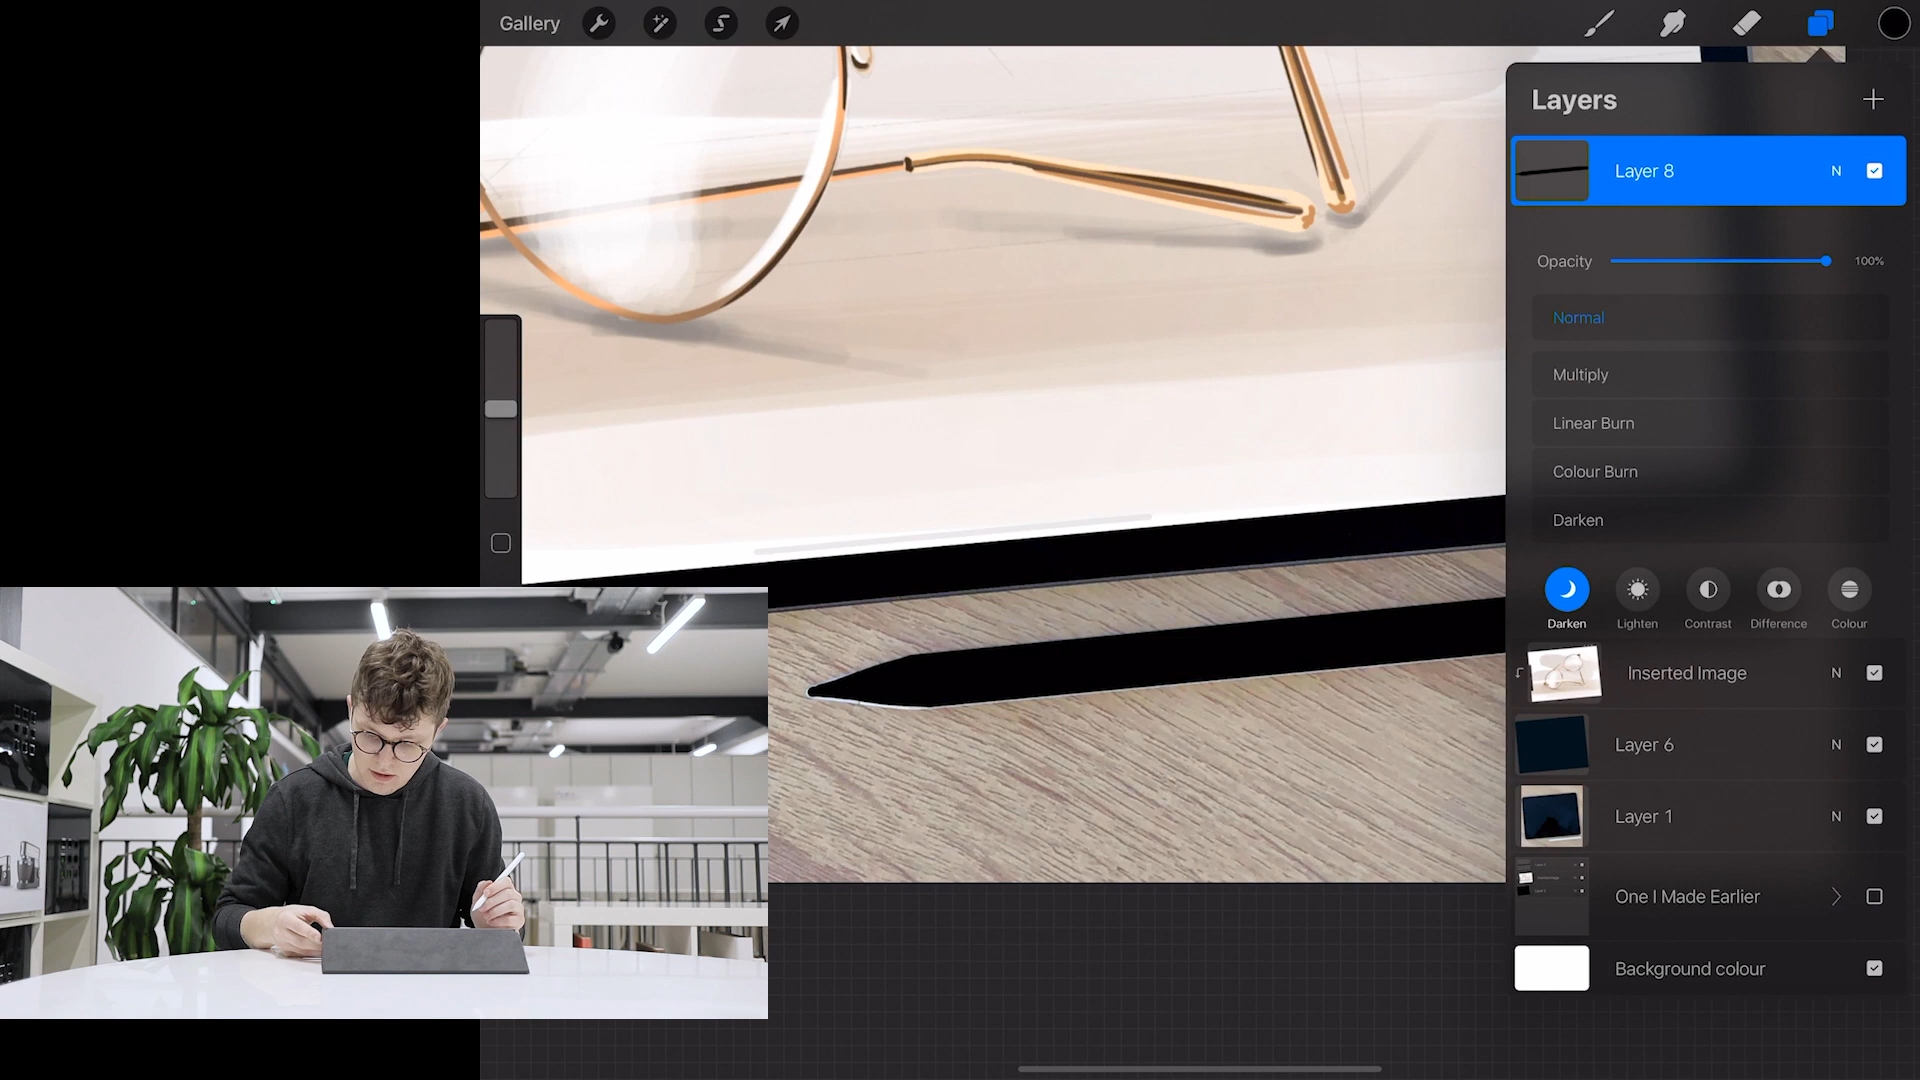 Gallery
Layers
Layer 8 N
Opacity 100%
Normal
Multiply
Linear Burn
Colour Burn
Darken
Darken Lighten Contrast Difference Colour
Inserted Image N
Layer 6 N
Layer 1 N
One I Made Earlier
Background colour